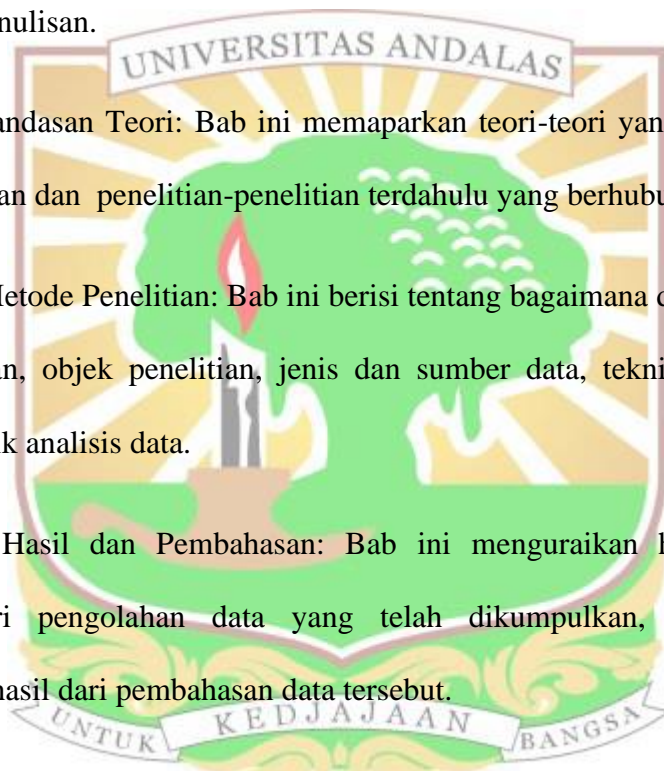 nulisan.
UNIVERSITAS ANDALAS
andasan Teori: Bab ini memaparkan teori-teori yan
an dan penelitian-penelitian terdahulu yang berhubu
Metode Penelitian: Bab ini berisi tentang bagaimana d
an, objek penelitian, jenis dan sumber data, tekni
ik analisis data.
Hasil dan Pembahasan: Bab ini menguraikan h
ri pengolahan data yang telah dikumpulkan,
hasil dari pembahasan data tersebut.
UNTUK KEDJAJAAN BANGSA